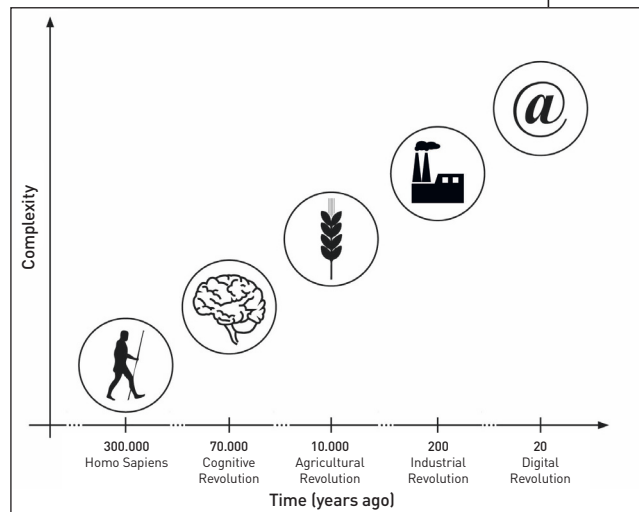 Complexity
@
300.000
Homo Sapiens
70.000
Cognitive
Revolution
10.000
Agricultural
Revolution
200
Industrial
Revolution
20
Digital
Revolution
Time (years ago)